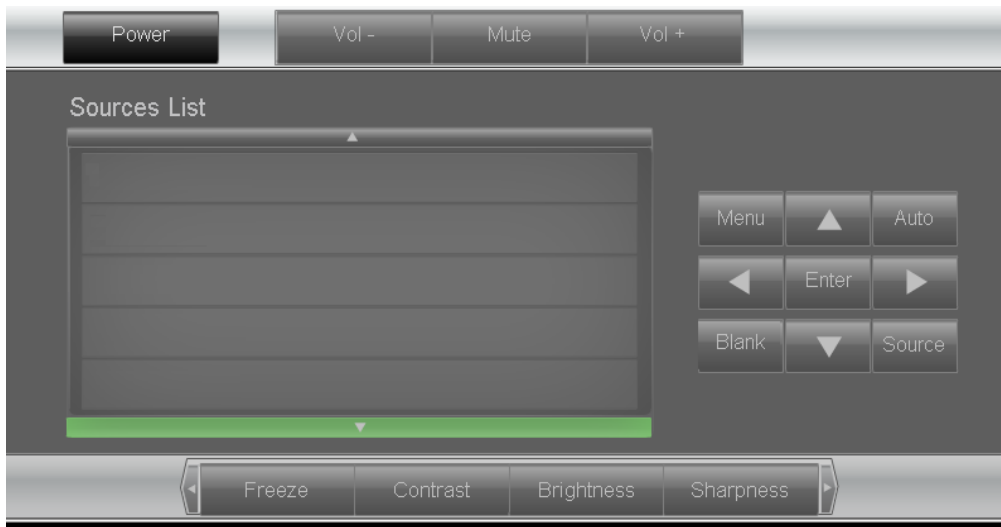 Power Vol - Mute Vol +
Sources List
Menu Auto
Enter
Blank Source
Freeze Contrast Brightness Sharpness